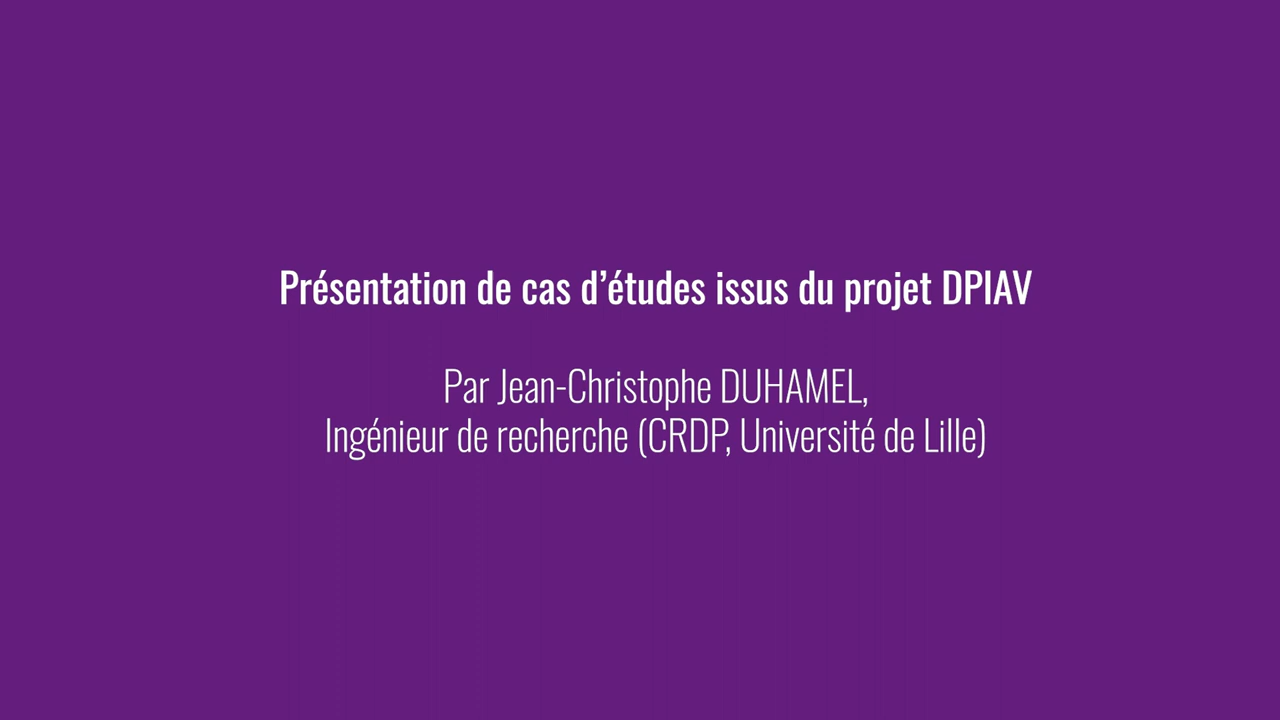 Présentation de cas d’études issus du projet DPIAV
Par Jean-Christophe DUHAMEL,
Ingénieur de recherche (CRDP, Université de Lille)